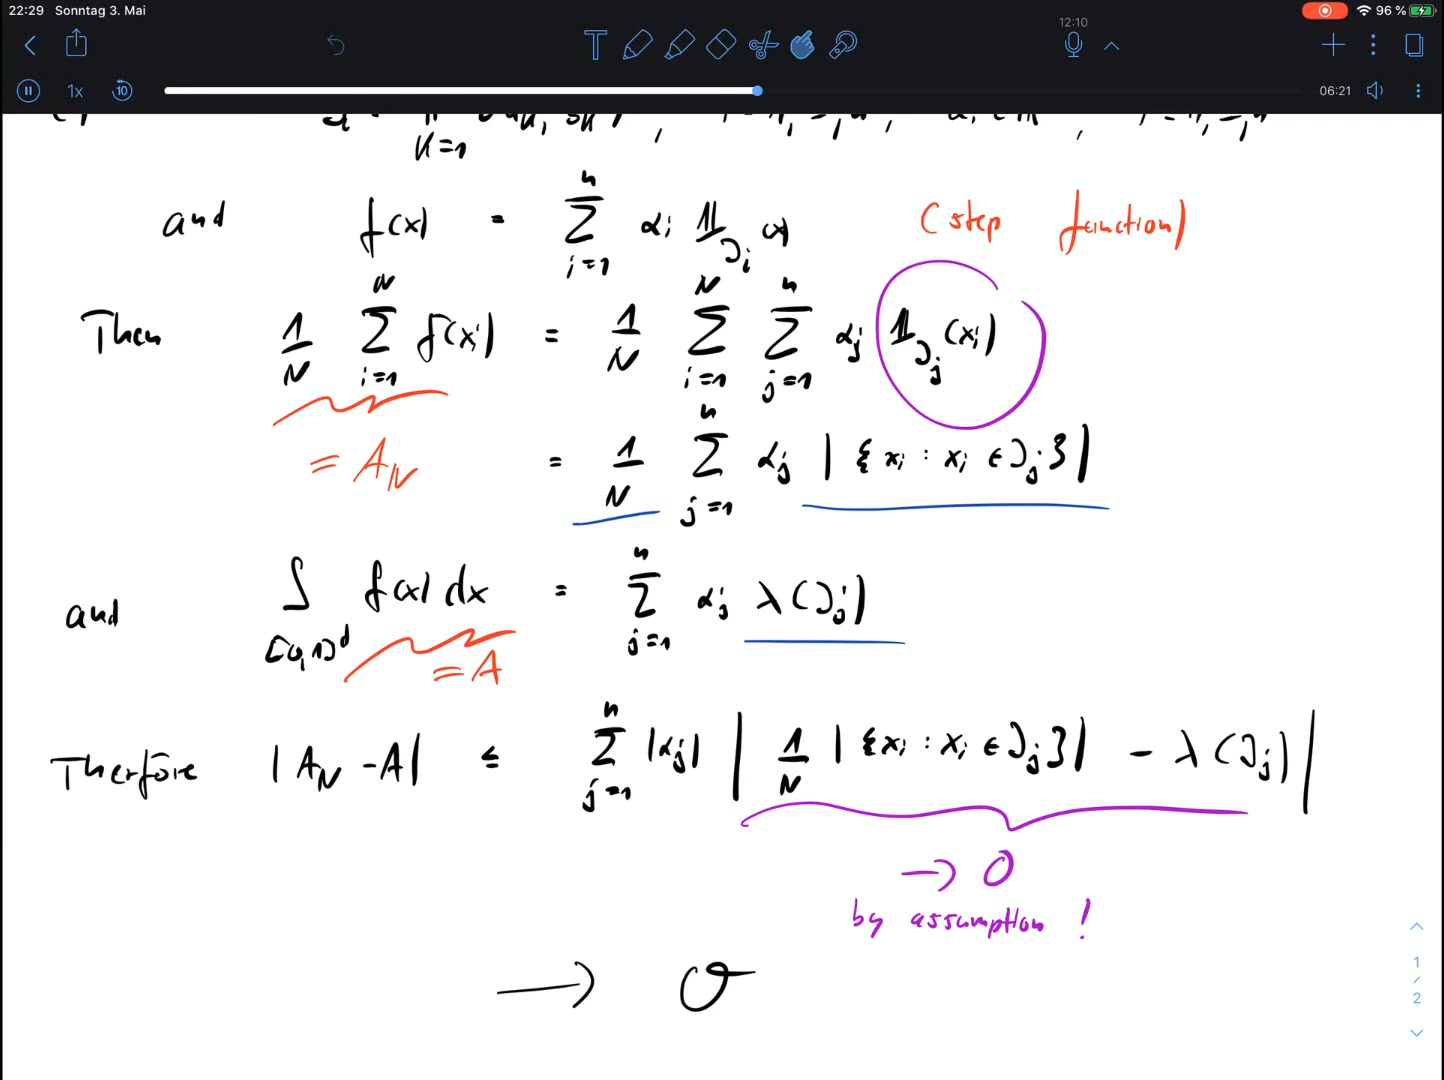 22:29 Sonntag 3. Mai 96 %
12:10
1x 10 06:21
K=1
and f(x) = Σ_{i=1}^{n} α_i 𝟙_{J_i}(x) (step function)
Then 1/N Σ_{i=1}^{N} f(x_i) = 1/N Σ_{i=1}^{N} Σ_{j=1}^{n} α_j 𝟙_{J_j}(x_i)
= A_N = 1/N Σ_{j=1}^{n} α_j |{x_i : x_i ∈ J_j}|
and ∫_{[0,1)^d} f(x) dx = Σ_{j=1}^{n} α_j λ(J_j)
= A
Therfore |A_N - A| ≤ Σ_{j=1}^{n} |α_j| | 1/N |{x_i : x_i ∈ J_j}| - λ(J_j) |
→ 0
by assumption !
→ 0
1
/
2